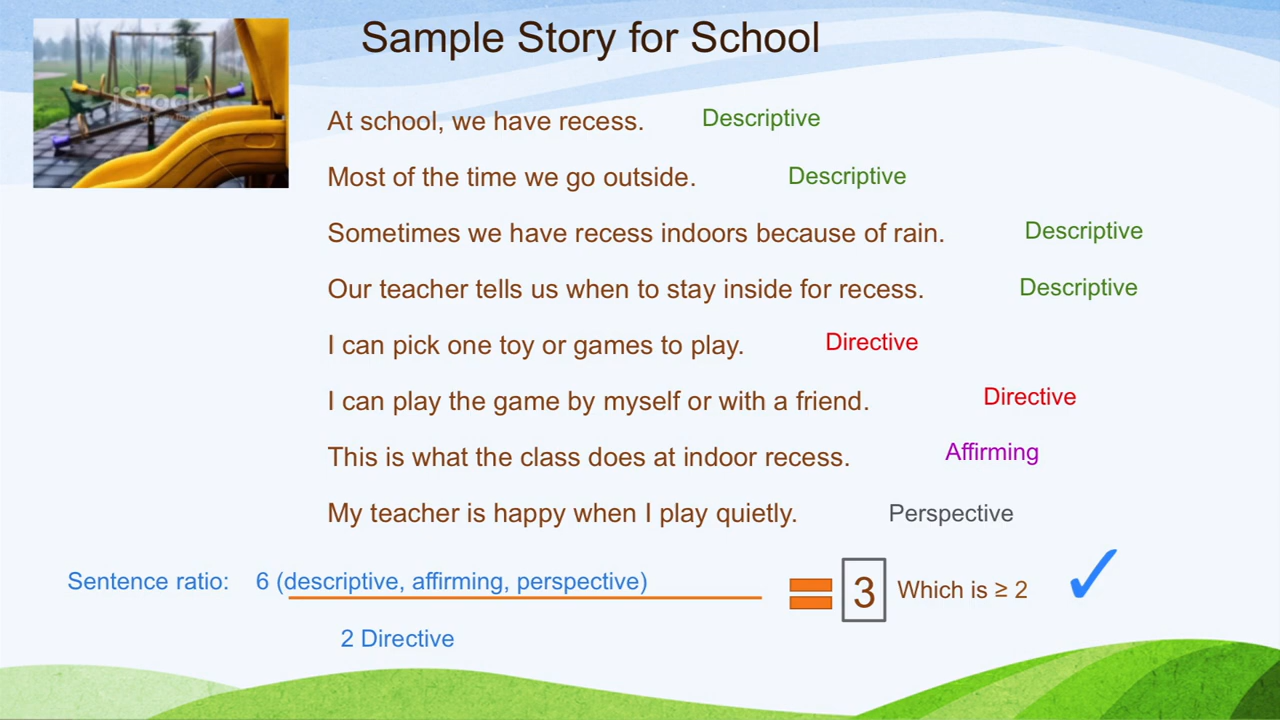 Sample Story for School
iStock
At school, we have recess. Descriptive
Most of the time we go outside. Descriptive
Sometimes we have recess indoors because of rain. Descriptive
Our teacher tells us when to stay inside for recess. Descriptive
I can pick one toy or games to play. Directive
I can play the game by myself or with a friend. Directive
This is what the class does at indoor recess. Affirming
My teacher is happy when I play quietly. Perspective
Sentence ratio: 6 (descriptive, affirming, perspective)
2 Directive
= 3 Which is ≥ 2 ✓